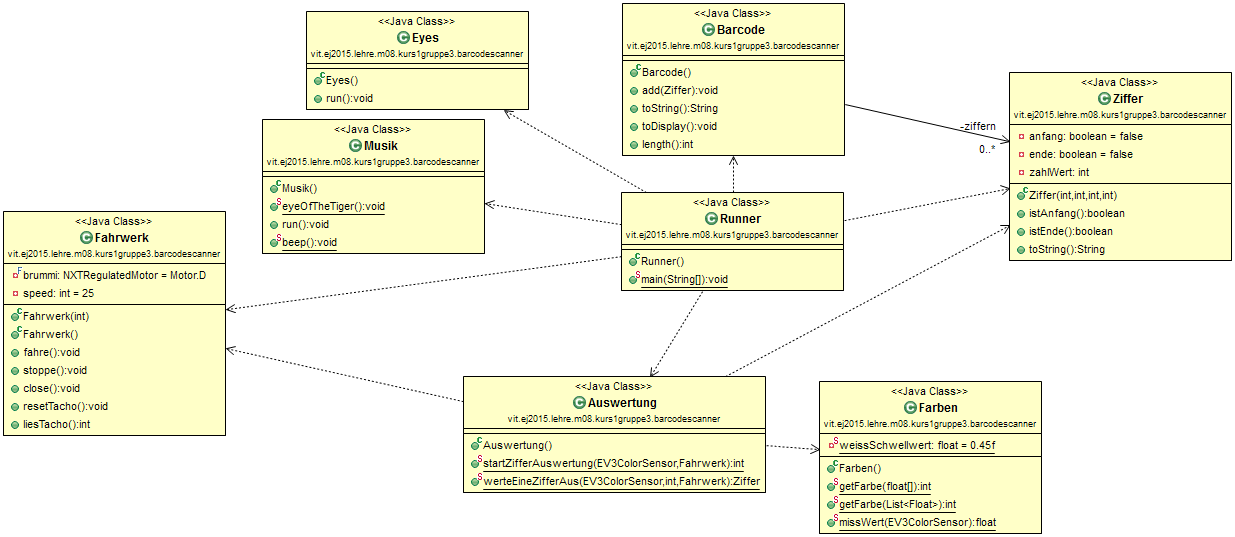 <<Java Class>>
Eyes
vit.ej2015.lehre.m08.kurs1gruppe3.barcodescanner
Eyes()
run():void
<<Java Class>>
Barcode
vit.ej2015.lehre.m08.kurs1gruppe3.barcodescanner
Barcode()
add(Ziffer):void
toString():String
toDisplay():void
length():int
-ziffern
0..*
<<Java Class>>
Ziffer
vit.ej2015.lehre.m08.kurs1gruppe3.barcodescanner
anfang: boolean = false
ende: boolean = false
zahlWert: int
Ziffer(int,int,int,int)
istAnfang():boolean
istEnde():boolean
toString():String
<<Java Class>>
Musik
vit.ej2015.lehre.m08.kurs1gruppe3.barcodescanner
Musik()
eyeOfTheTiger():void
run():void
beep():void
<<Java Class>>
Runner
vit.ej2015.lehre.m08.kurs1gruppe3.barcodescanner
Runner()
main(String[]):void
<<Java Class>>
Fahrwerk
vit.ej2015.lehre.m08.kurs1gruppe3.barcodescanner
brummi: NXTRegulatedMotor = Motor.D
speed: int = 25
Fahrwerk(int)
Fahrwerk()
fahre():void
stoppe():void
close():void
resetTacho():void
liesTacho():int
<<Java Class>>
Auswertung
vit.ej2015.lehre.m08.kurs1gruppe3.barcodescanner
Auswertung()
startZifferAuswertung(EV3ColorSensor,Fahrwerk):int
werteEineZifferAus(EV3ColorSensor,int,Fahrwerk):Ziffer
<<Java Class>>
Farben
vit.ej2015.lehre.m08.kurs1gruppe3.barcodescanner
weissSchwellwert: float = 0.45f
Farben()
getFarbe(float[]):int
getFarbe(List<Float>):int
missWert(EV3ColorSensor):float